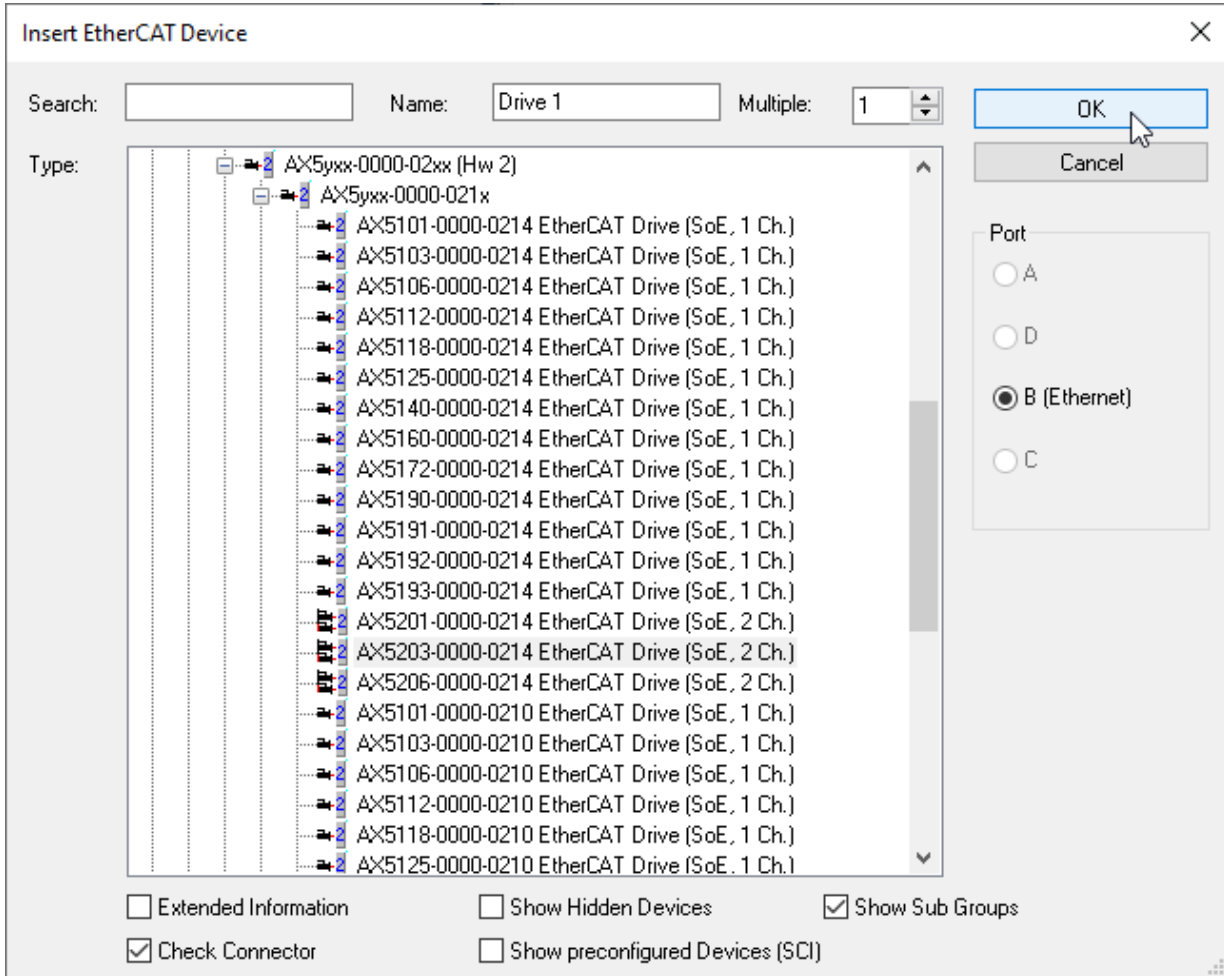 Insert EtherCAT Device
Search:
Name:
Drive 1
Multiple:
1
OK
Cancel
Type:
AX5yxx-0000-02xx (Hw 2)
AX5yxx-0000-021x
AX5101-0000-0214 EtherCAT Drive (SoE, 1 Ch.)
AX5103-0000-0214 EtherCAT Drive (SoE, 1 Ch.)
AX5106-0000-0214 EtherCAT Drive (SoE, 1 Ch.)
AX5112-0000-0214 EtherCAT Drive (SoE, 1 Ch.)
AX5118-0000-0214 EtherCAT Drive (SoE, 1 Ch.)
AX5125-0000-0214 EtherCAT Drive (SoE, 1 Ch.)
AX5140-0000-0214 EtherCAT Drive (SoE, 1 Ch.)
AX5160-0000-0214 EtherCAT Drive (SoE, 1 Ch.)
AX5172-0000-0214 EtherCAT Drive (SoE, 1 Ch.)
AX5190-0000-0214 EtherCAT Drive (SoE, 1 Ch.)
AX5191-0000-0214 EtherCAT Drive (SoE, 1 Ch.)
AX5192-0000-0214 EtherCAT Drive (SoE, 1 Ch.)
AX5193-0000-0214 EtherCAT Drive (SoE, 1 Ch.)
AX5201-0000-0214 EtherCAT Drive (SoE, 2 Ch.)
AX5203-0000-0214 EtherCAT Drive (SoE, 2 Ch.)
AX5206-0000-0214 EtherCAT Drive (SoE, 2 Ch.)
AX5101-0000-0210 EtherCAT Drive (SoE, 1 Ch.)
AX5103-0000-0210 EtherCAT Drive (SoE, 1 Ch.)
AX5106-0000-0210 EtherCAT Drive (SoE, 1 Ch.)
AX5112-0000-0210 EtherCAT Drive (SoE, 1 Ch.)
AX5118-0000-0210 EtherCAT Drive (SoE, 1 Ch.)
AX5125-0000-0210 EtherCAT Drive (SoE, 1 Ch.)
Port
A
D
B (Ethernet)
C
Extended Information
Show Hidden Devices
Show Sub Groups
Check Connector
Show preconfigured Devices (SCI)